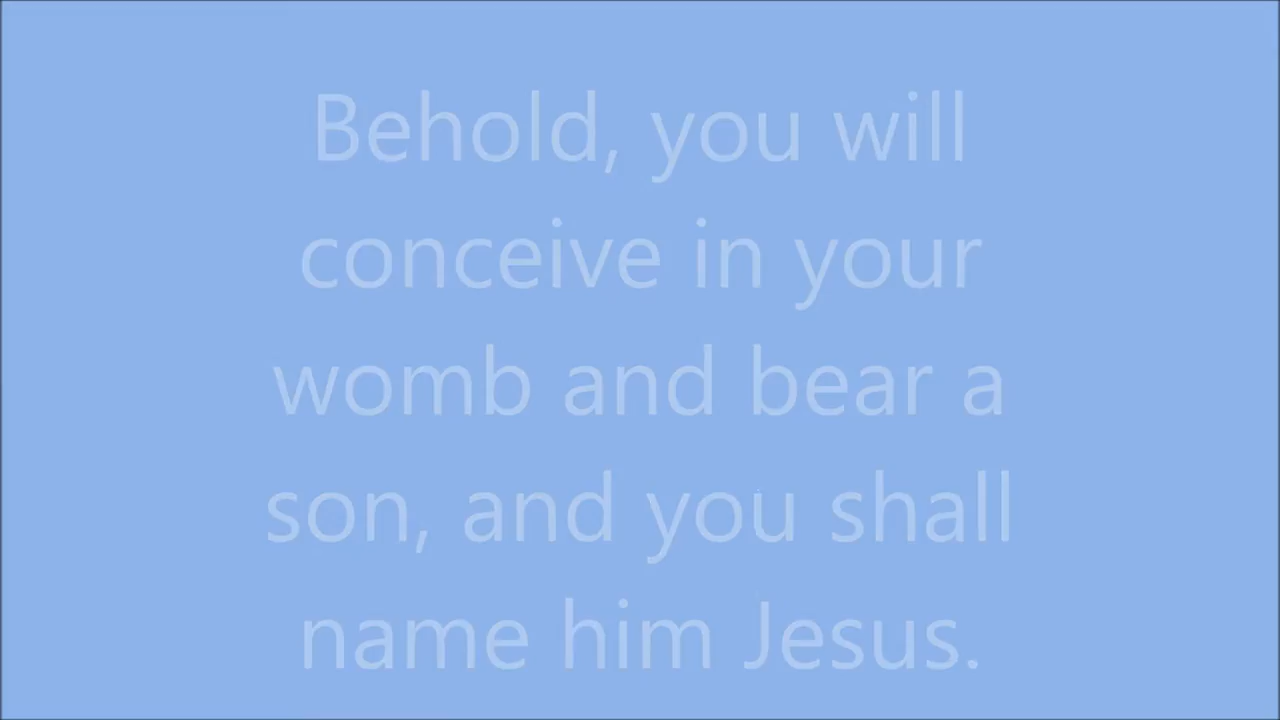 Behold, you will
conceive in your
womb and bear a
son, and you shall
name him Jesus.